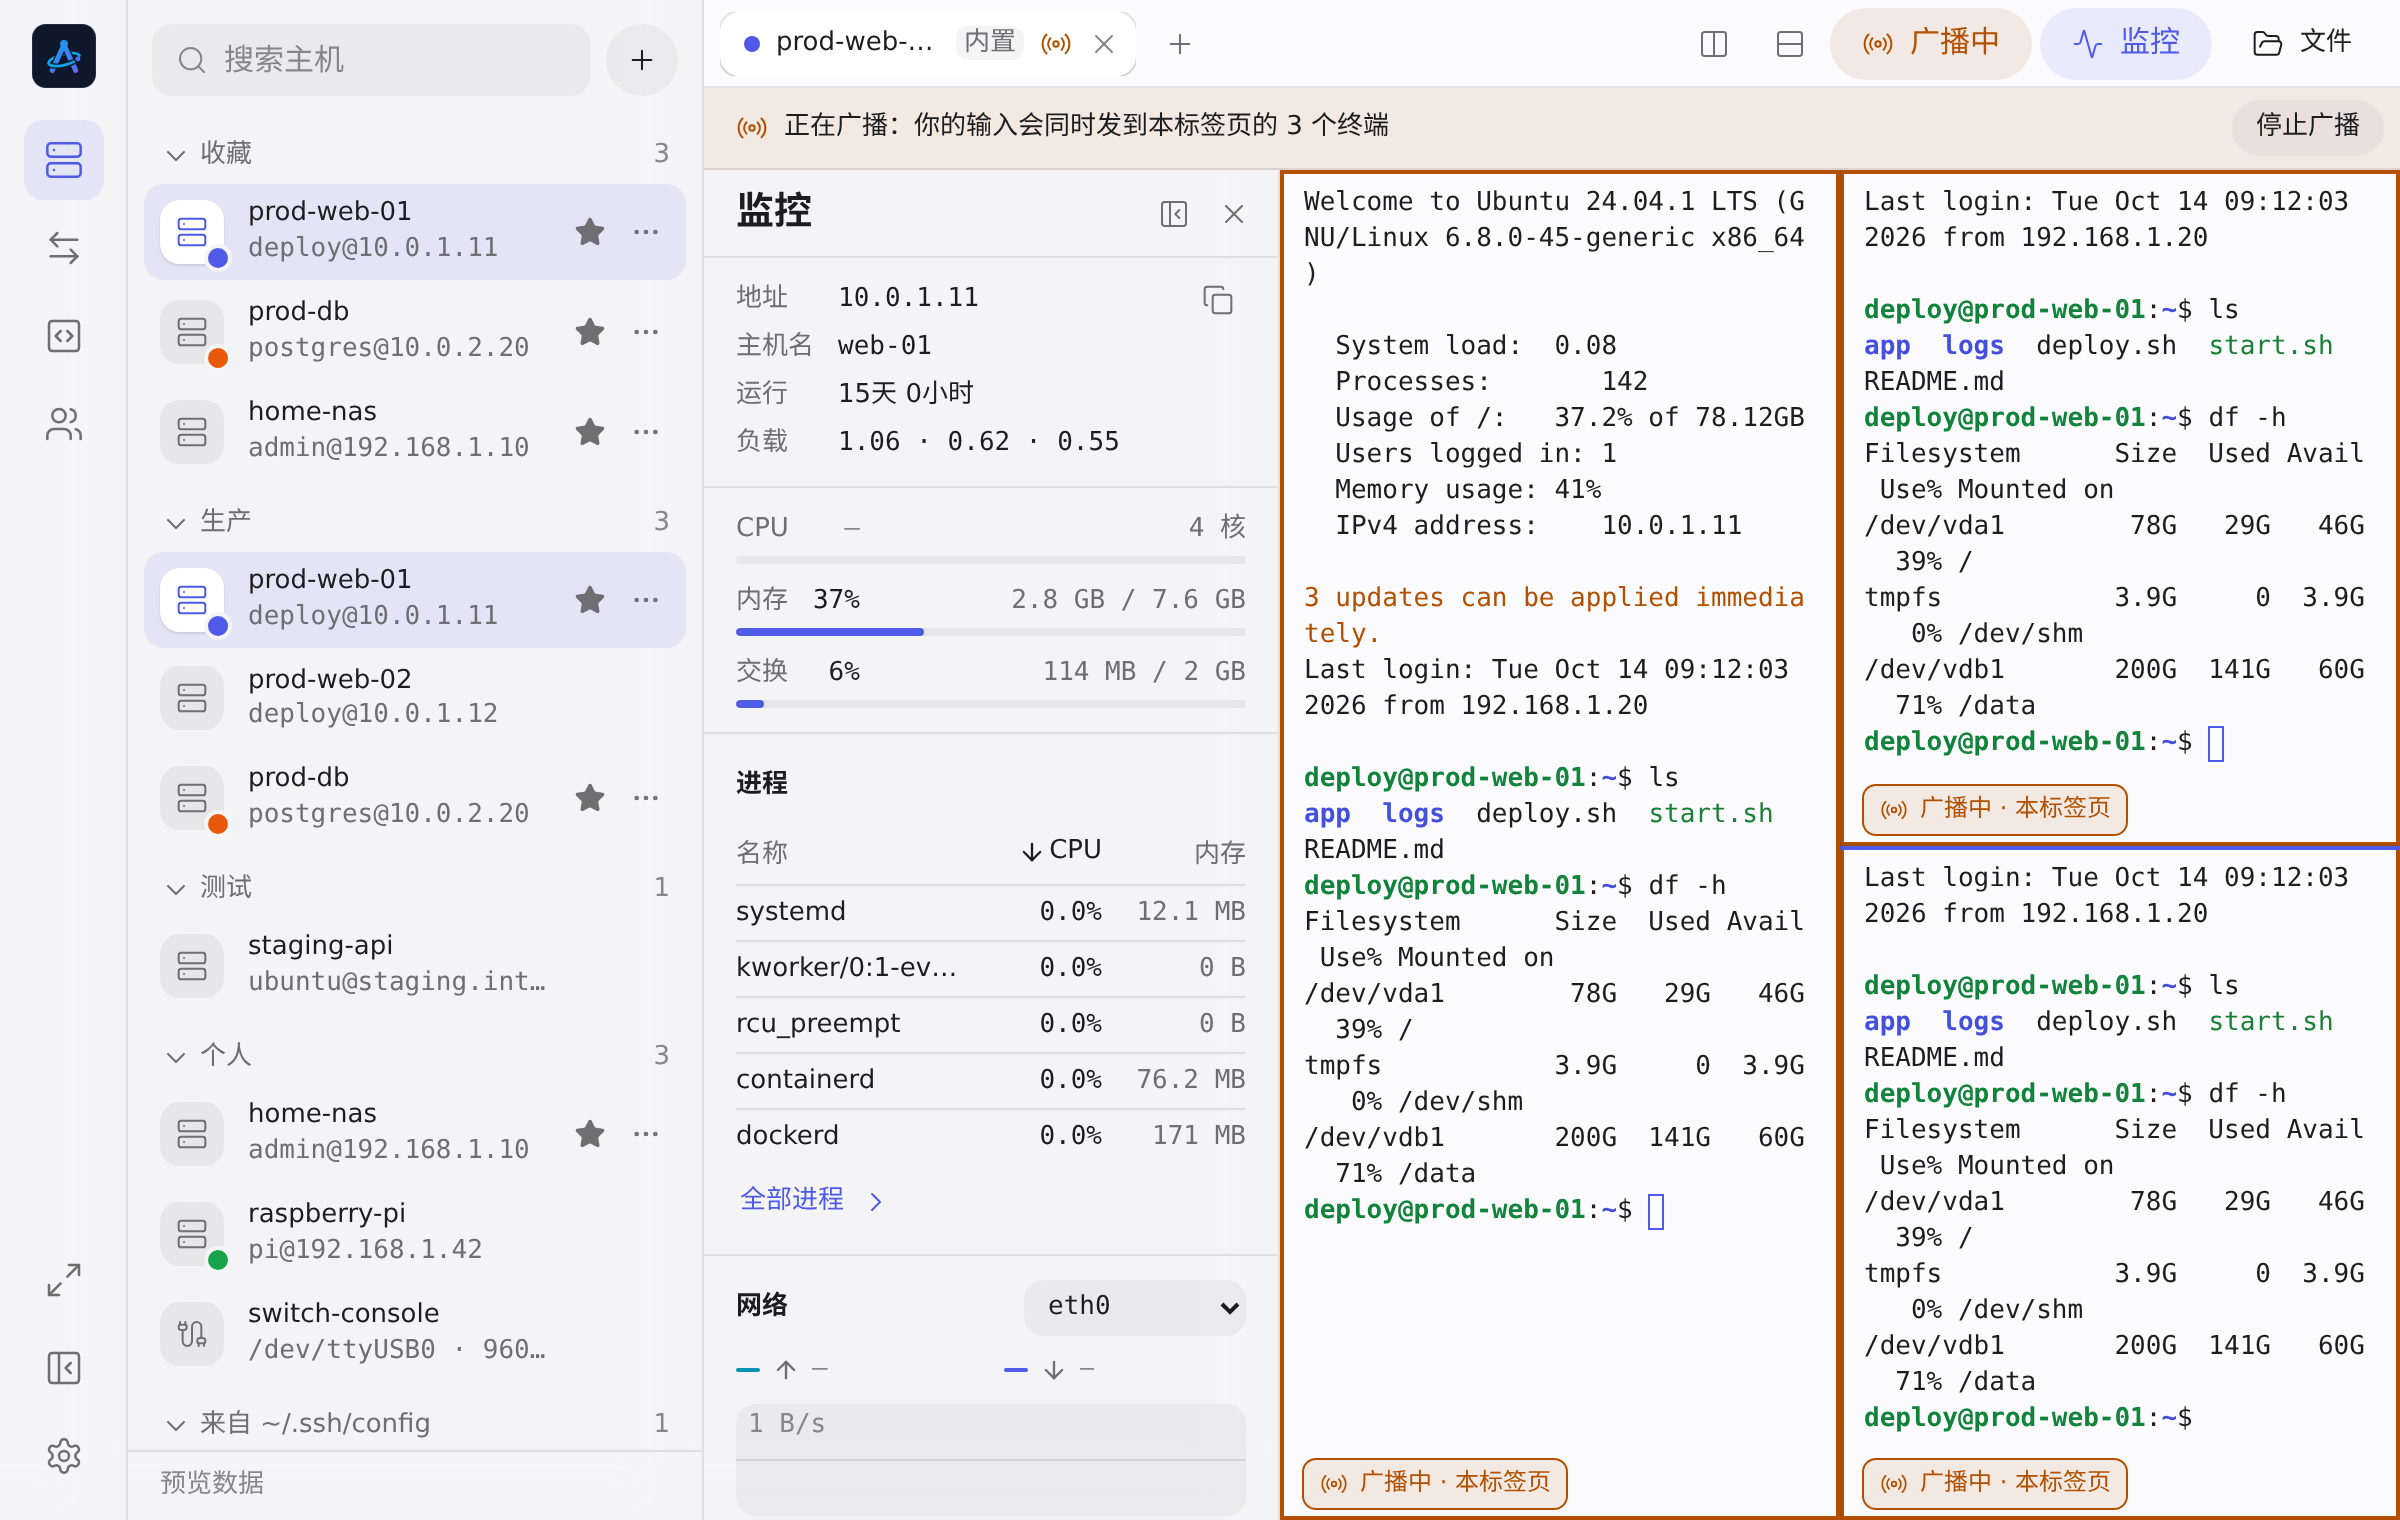 搜索主机
收藏 3
prod-web-01
deploy@10.0.1.11
prod-db
postgres@10.0.2.20
home-nas
admin@192.168.1.10
生产 3
prod-web-01
deploy@10.0.1.11
prod-web-02
deploy@10.0.1.12
prod-db
postgres@10.0.2.20
测试 1
staging-api
ubuntu@staging.int…
个人 3
home-nas
admin@192.168.1.10
raspberry-pi
pi@192.168.1.42
switch-console
/dev/ttyUSB0 · 960…
来自 ~/.ssh/config 1
预览数据
prod-web-… 内置
广播中 监控 文件
正在广播：你的输入会同时发到本标签页的 3 个终端
停止广播
监控
地址 10.0.1.11
主机名 web-01
运行 15天 0小时
负载 1.06 · 0.62 · 0.55
CPU — 4 核
内存 37% 2.8 GB / 7.6 GB
交换 6% 114 MB / 2 GB
进程
名称 ↓ CPU 内存
systemd 0.0% 12.1 MB
kworker/0:1-ev… 0.0% 0 B
rcu_preempt 0.0% 0 B
containerd 0.0% 76.2 MB
dockerd 0.0% 171 MB
全部进程
网络 eth0
↑ — ↓ —
1 B/s
Welcome to Ubuntu 24.04.1 LTS (G
NU/Linux 6.8.0-45-generic x86_64
)
System load: 0.08
Processes: 142
Usage of /: 37.2% of 78.12GB
Users logged in: 1
Memory usage: 41%
IPv4 address: 10.0.1.11
3 updates can be applied immedia
tely.
Last login: Tue Oct 14 09:12:03
2026 from 192.168.1.20
deploy@prod-web-01:~$ ls
app logs deploy.sh start.sh
README.md
deploy@prod-web-01:~$ df -h
Filesystem Size Used Avail
Use% Mounted on
/dev/vda1 78G 29G 46G
39% /
tmpfs 3.9G 0 3.9G
0% /dev/shm
/dev/vdb1 200G 141G 60G
71% /data
deploy@prod-web-01:~$
广播中 · 本标签页
Last login: Tue Oct 14 09:12:03
2026 from 192.168.1.20
deploy@prod-web-01:~$ ls
app logs deploy.sh start.sh
README.md
deploy@prod-web-01:~$ df -h
Filesystem Size Used Avail
Use% Mounted on
/dev/vda1 78G 29G 46G
39% /
tmpfs 3.9G 0 3.9G
0% /dev/shm
/dev/vdb1 200G 141G 60G
71% /data
deploy@prod-web-01:~$
广播中 · 本标签页
Last login: Tue Oct 14 09:12:03
2026 from 192.168.1.20
deploy@prod-web-01:~$ ls
app logs deploy.sh start.sh
README.md
deploy@prod-web-01:~$ df -h
Filesystem Size Used Avail
Use% Mounted on
/dev/vda1 78G 29G 46G
39% /
tmpfs 3.9G 0 3.9G
0% /dev/shm
/dev/vdb1 200G 141G 60G
71% /data
deploy@prod-web-01:~$
广播中 · 本标签页